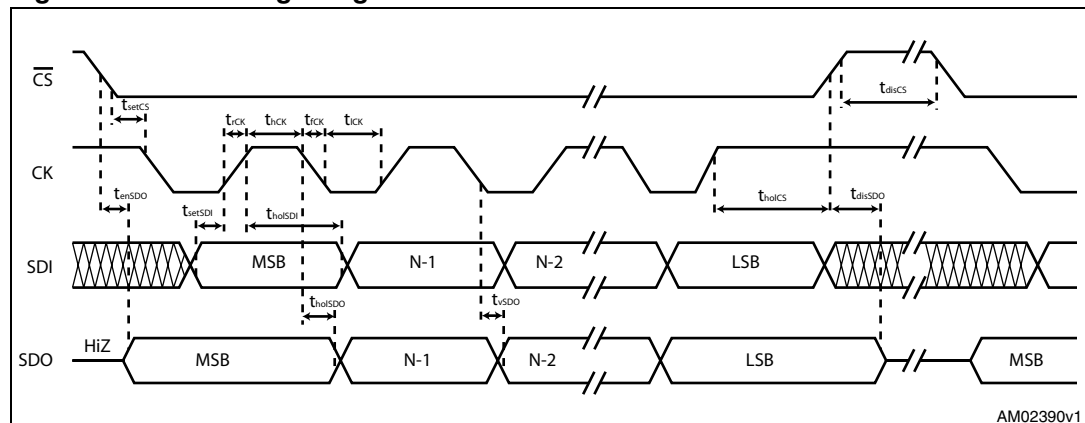 CS
tsetCS
trCK
thCK
tfCK
tlCK
tdisCS
CK
tenSDO
tsetSDI
tholSDI
tholCS
tdisSDO
SDI
MSB
N-1
N-2
LSB
tholSDO
tvSDO
HiZ
SDO
MSB
N-1
N-2
LSB
MSB
AM02390v1